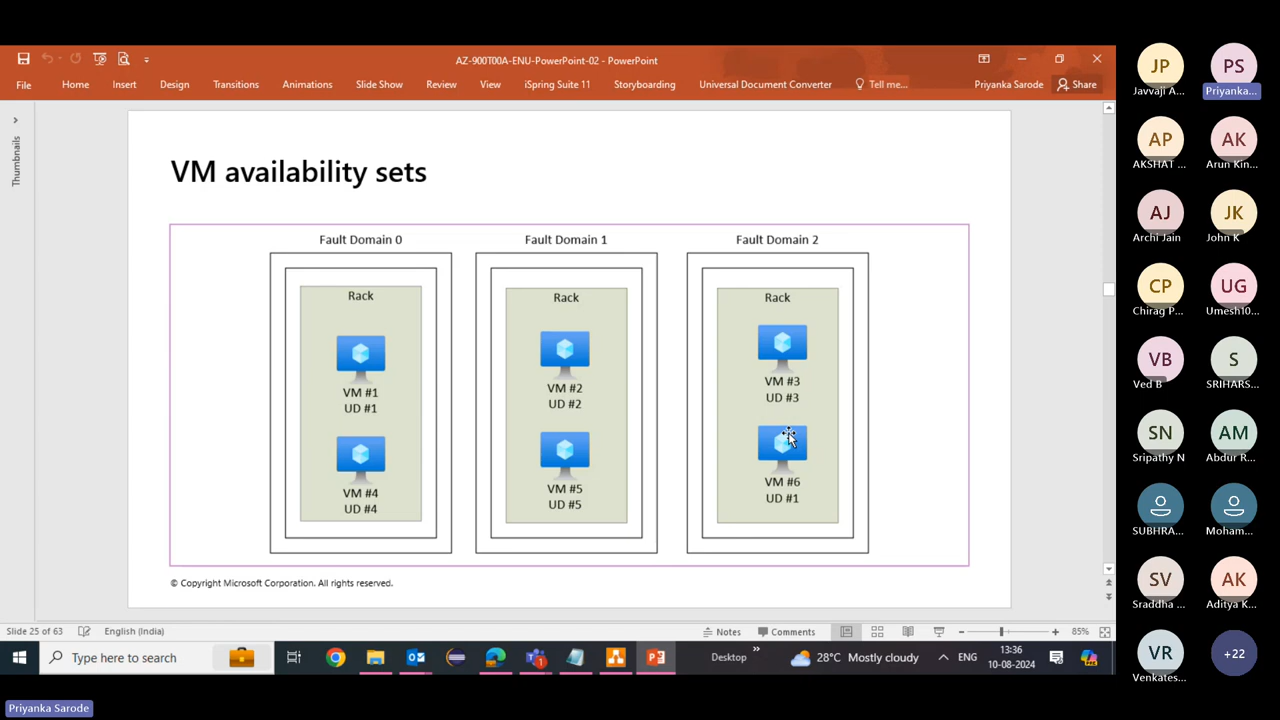 AZ-900T00A-ENU-PowerPoint-02 - PowerPoint
File Home Insert Design Transitions Animations Slide Show Review View iSpring Suite 11 Storyboarding Universal Document Converter Tell me... Priyanka Sarode Share
Thumbnails
VM availability sets
Fault Domain 0 Fault Domain 1 Fault Domain 2
Rack Rack Rack
VM #1 VM #2 VM #3
UD #1 UD #2 UD #3
VM #4 VM #5 VM #6
UD #4 UD #5 UD #1
© Copyright Microsoft Corporation. All rights reserved.
Slide 25 of 63 English (India) Notes Comments 85%
Type here to search Desktop 28°C Mostly cloudy ENG 13:36
10-08-2024
JP PS
Javvaji A... Priyanka...
AP AK
AKSHAT ... Arun Kin...
AJ JK
Archi Jain John K
CP UG
Chirag P... Umesh10...
VB S
Ved B SRIHARS...
SN AM
Sripathy N Abdur R...
SUBHRA... Moham...
SV AK
Sraddha ... Aditya K...
VR +22
Venkates...
Priyanka Sarode